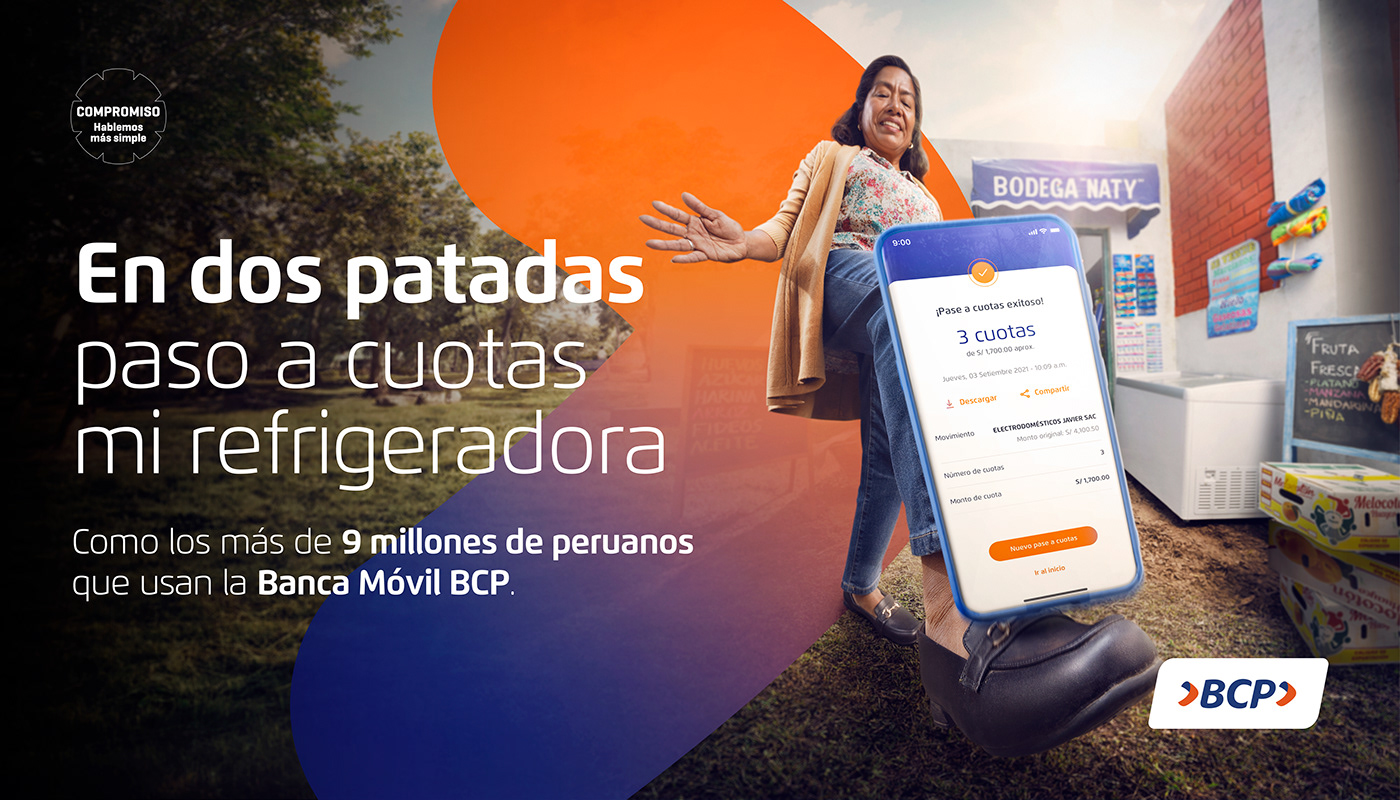 COMPROMISO
Hablemos
más simple
En dos patadas
paso a cuotas
mi refrigeradora
Como los más de 9 millones de peruanos
que usan la Banca Móvil BCP.
BODEGA "NATY"
9:00
¡Pase a cuotas exitoso!
3 cuotas
de S/ 1,700.00 aprox.
Jueves, 03 Setiembre 2021 - 10:09 a.m.
Descargar
Compartir
Movimiento ELECTRODOMÉSTICOS JAVIER SAC
Monto original: S/ 4,100.50
Número de cuotas 3
Monto de cuota S/ 1,700.00
Nuevo pase a cuotas
Ir al inicio
FRUTA
FRESCA
-PLATANO
-MANZANA
-MANDARINA
-PIÑA
BCP